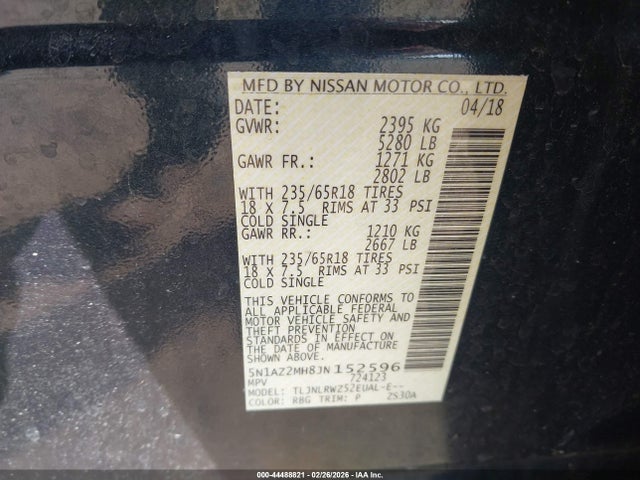 MFD BY NISSAN MOTOR CO., LTD.
DATE: 04/18
GVWR: 2395 KG
5280 LB
GAWR FR.: 1271 KG
2802 LB
WITH 235/65R18 TIRES
18 X 7.5 RIMS AT 33 PSI
COLD SINGLE
GAWR RR.: 1210 KG
2667 LB
WITH 235/65R18 TIRES
18 X 7.5 RIMS AT 33 PSI
COLD SINGLE
THIS VEHICLE CONFORMS TO
ALL APPLICABLE FEDERAL
MOTOR VEHICLE SAFETY AND
THEFT PREVENTION
STANDARDS IN EFFECT ON
THE DATE OF MANUFACTURE
SHOWN ABOVE.
5N1AZ2MH8JN152596
MPV 724123
MODEL: TLJNLRWZ52EUAL-E--
COLOR: RBG TRIM: P 2S30A
000-44488821 - 02/26/2026 - IAA Inc.